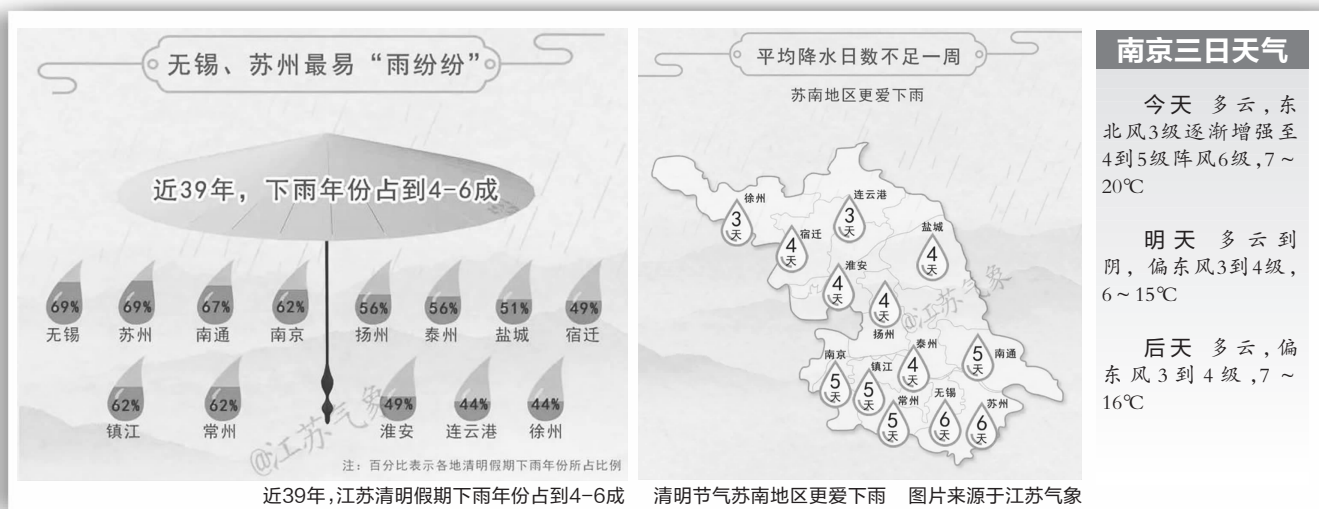 无锡、苏州最易“雨纷纷”
近39年，下雨年份占到4-6成
69% 69% 67% 62% 56% 56% 51% 49%
无锡 苏州 南通 南京 扬州 泰州 盐城 宿迁
62% 62% 49% 44% 44%
镇江 常州 淮安 连云港 徐州
@江苏气象
注：百分比表示各地清明假期下雨年份所占比例
近39年,江苏清明假期下雨年份占到4-6成
平均降水日数不足一周
苏南地区更爱下雨
徐州
3天
连云港
3天
宿迁
4天
盐城
4天
淮安
4天
4天
扬州
@江苏气象
泰州
4天
南通
5天
南京
5天
镇江
5天
常州
5天
无锡
6天
苏州
6天
清明节气苏南地区更爱下雨 图片来源于江苏气象
南京三日天气
今天 多云,东
北风3级逐渐增强至
4到5级阵风6级,7～
20℃
明天 多云到
阴，偏东风3到4级，
6～15℃
后天 多云,偏
东风3到4级,7～
16℃